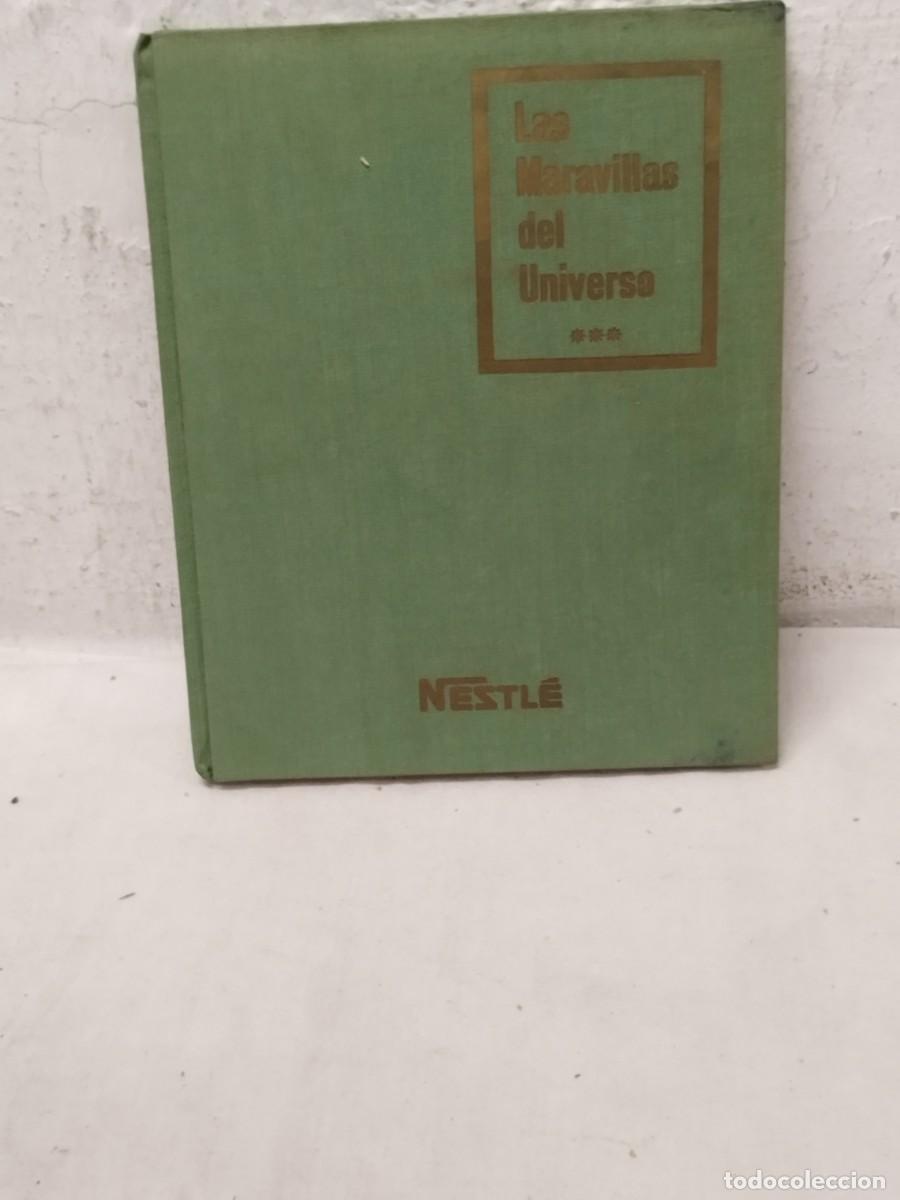 Las
Maravillas
del
Universo
***
NESTLÉ
todocoleccion